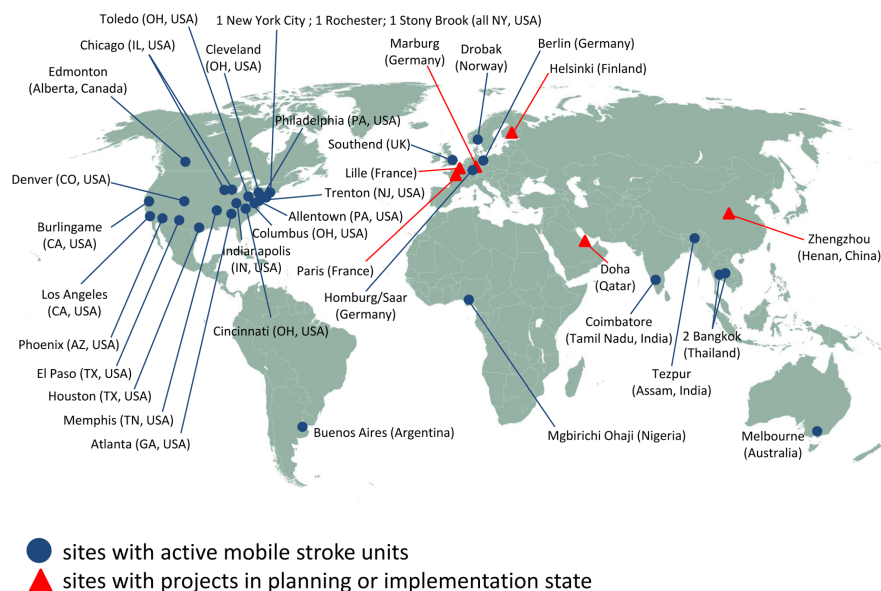 Toledo (OH, USA)
1 New York City ; 1 Rochester; 1 Stony Brook (all NY, USA)
Chicago (IL, USA)
Cleveland
(OH, USA)
Marburg
(Germany)
Drobak
(Norway)
Berlin (Germany)
Helsinki (Finland)
Edmonton
(Alberta, Canada)
Philadelphia (PA, USA)
Southend (UK)
Lille (France)
Denver (CO, USA)
Trenton (NJ, USA)
Allentown (PA, USA)
Columbus (OH, USA)
Burlingame
(CA, USA)
Indianapolis
(IN, USA)
Paris (France)
Zhengzhou
(Henan, China)
Doha
(Qatar)
Los Angeles
(CA, USA)
Homburg/Saar
(Germany)
Cincinnati (OH, USA)
Coimbatore
(Tamil Nadu, India)
2 Bangkok
(Thailand)
Phoenix (AZ, USA)
El Paso (TX, USA)
Tezpur
(Assam, India)
Houston (TX, USA)
Memphis (TN, USA)
Atlanta (GA, USA)
Buenos Aires (Argentina)
Mgbirichi Ohaji (Nigeria)
Melbourne
(Australia)
sites with active mobile stroke units
sites with projects in planning or implementation state